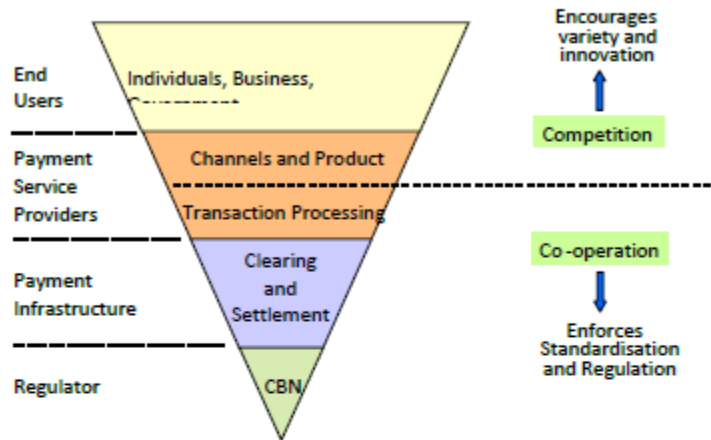 End
Users
Individuals, Business,
Payment
Service
Providers
Channels and Product
Transaction Processing
Payment
Infrastructure
Clearing
and
Settlement
Regulator
CBN
Encourages
variety and
innovation
Competition
Co-operation
Enforces
Standardisation
and Regulation